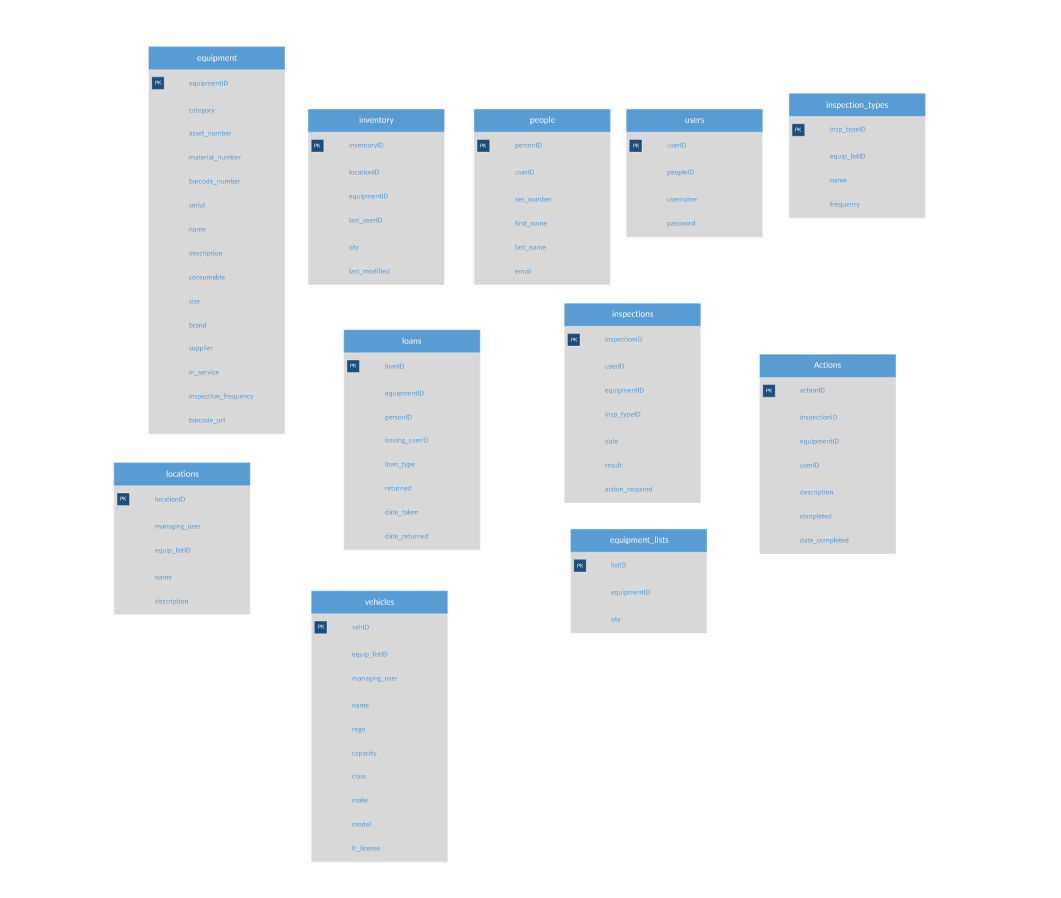 equipment
PK equipmentID
category
asset_number
material_number
barcode_number
serial
name
description
consumable
size
brand
supplier
in_service
inspection_frequency
barcode_url
inventory
PK inventoryID
locationID
equipmentID
last_userID
qty
last_modified
people
PK personID
userID
ses_number
first_name
last_name
email
users
PK userID
peopleID
username
password
inspection_types
PK insp_typeID
equip_listID
name
frequency
loans
PK loanID
equipmentID
personID
issuing_userID
loan_type
returned
date_taken
date_returned
inspections
PK inspectionID
userID
equipmentID
insp_typeID
date
result
action_required
Actions
PK actionID
inspectionID
equipmentID
userID
description
completed
date_completed
locations
PK locationID
managing_user
equip_listID
name
description
equipment_lists
PK listID
equipmentID
qty
vehicles
PK vehID
equip_listID
managing_user
name
rego
capacity
class
make
model
lr_license